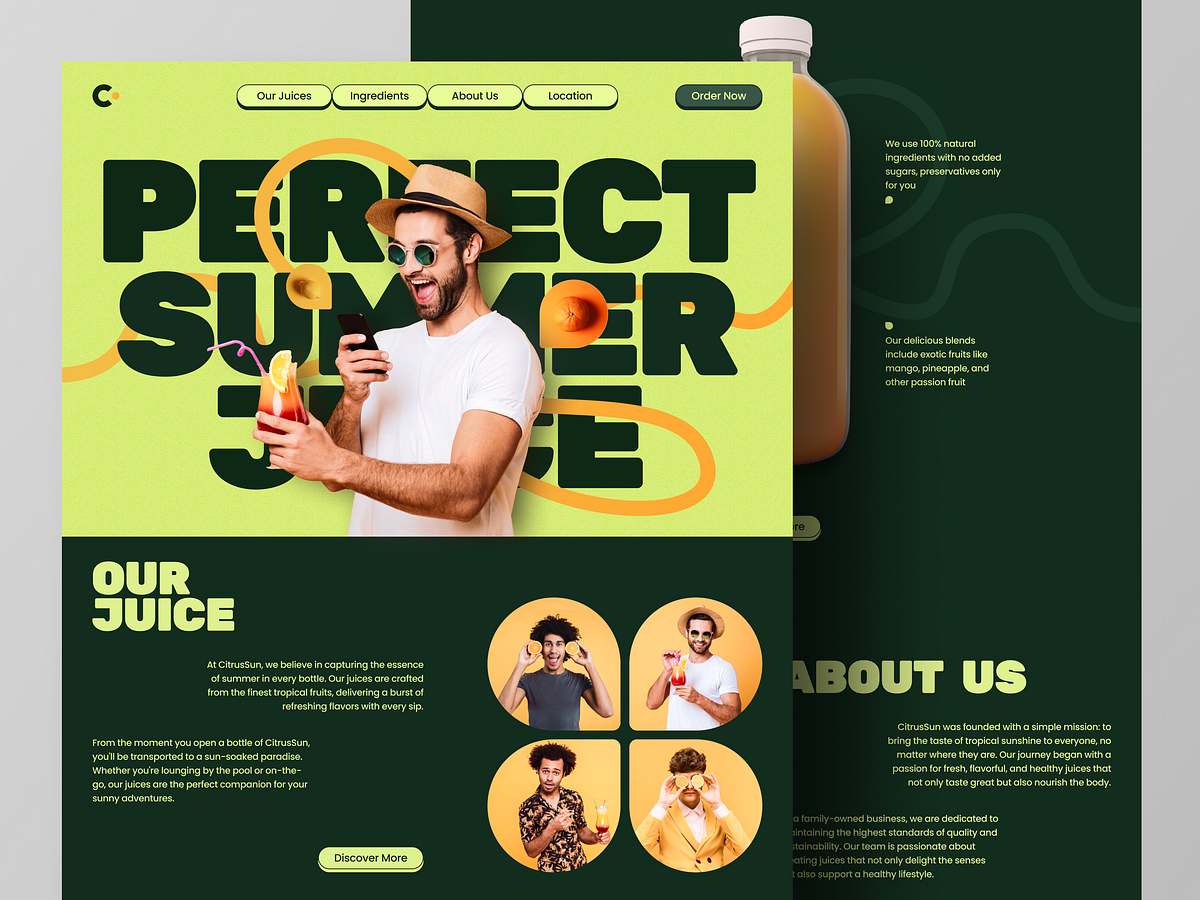 C
Our Juices
Ingredients
About Us
Location
Order Now
PERFECT
SUMMER
JUICE
OUR
JUICE
At CitrusSun, we believe in capturing the essence
of summer in every bottle. Our juices are crafted
from the finest tropical fruits, delivering a burst of
refreshing flavors with every sip.
From the moment you open a bottle of CitrusSun,
you'll be transported to a sun-soaked paradise.
Whether you're lounging by the pool or on-the-
go, our juices are the perfect companion for your
sunny adventures.
Discover More
We use 100% natural
ingredients with no added
sugars, preservatives only
for you
Our delicious blends
include exotic fruits like
mango, pineapple, and
other passion fruit
ABOUT US
CitrusSun was founded with a simple mission: to
bring the taste of tropical sunshine to everyone, no
matter where they are. Our journey began with a
passion for fresh, flavorful, and healthy juices that
not only taste great but also nourish the body.
a family-owned business, we are dedicated to
the highest standards of quality and
Our team is passionate about
juices that not only delight the senses
also support a healthy lifestyle.